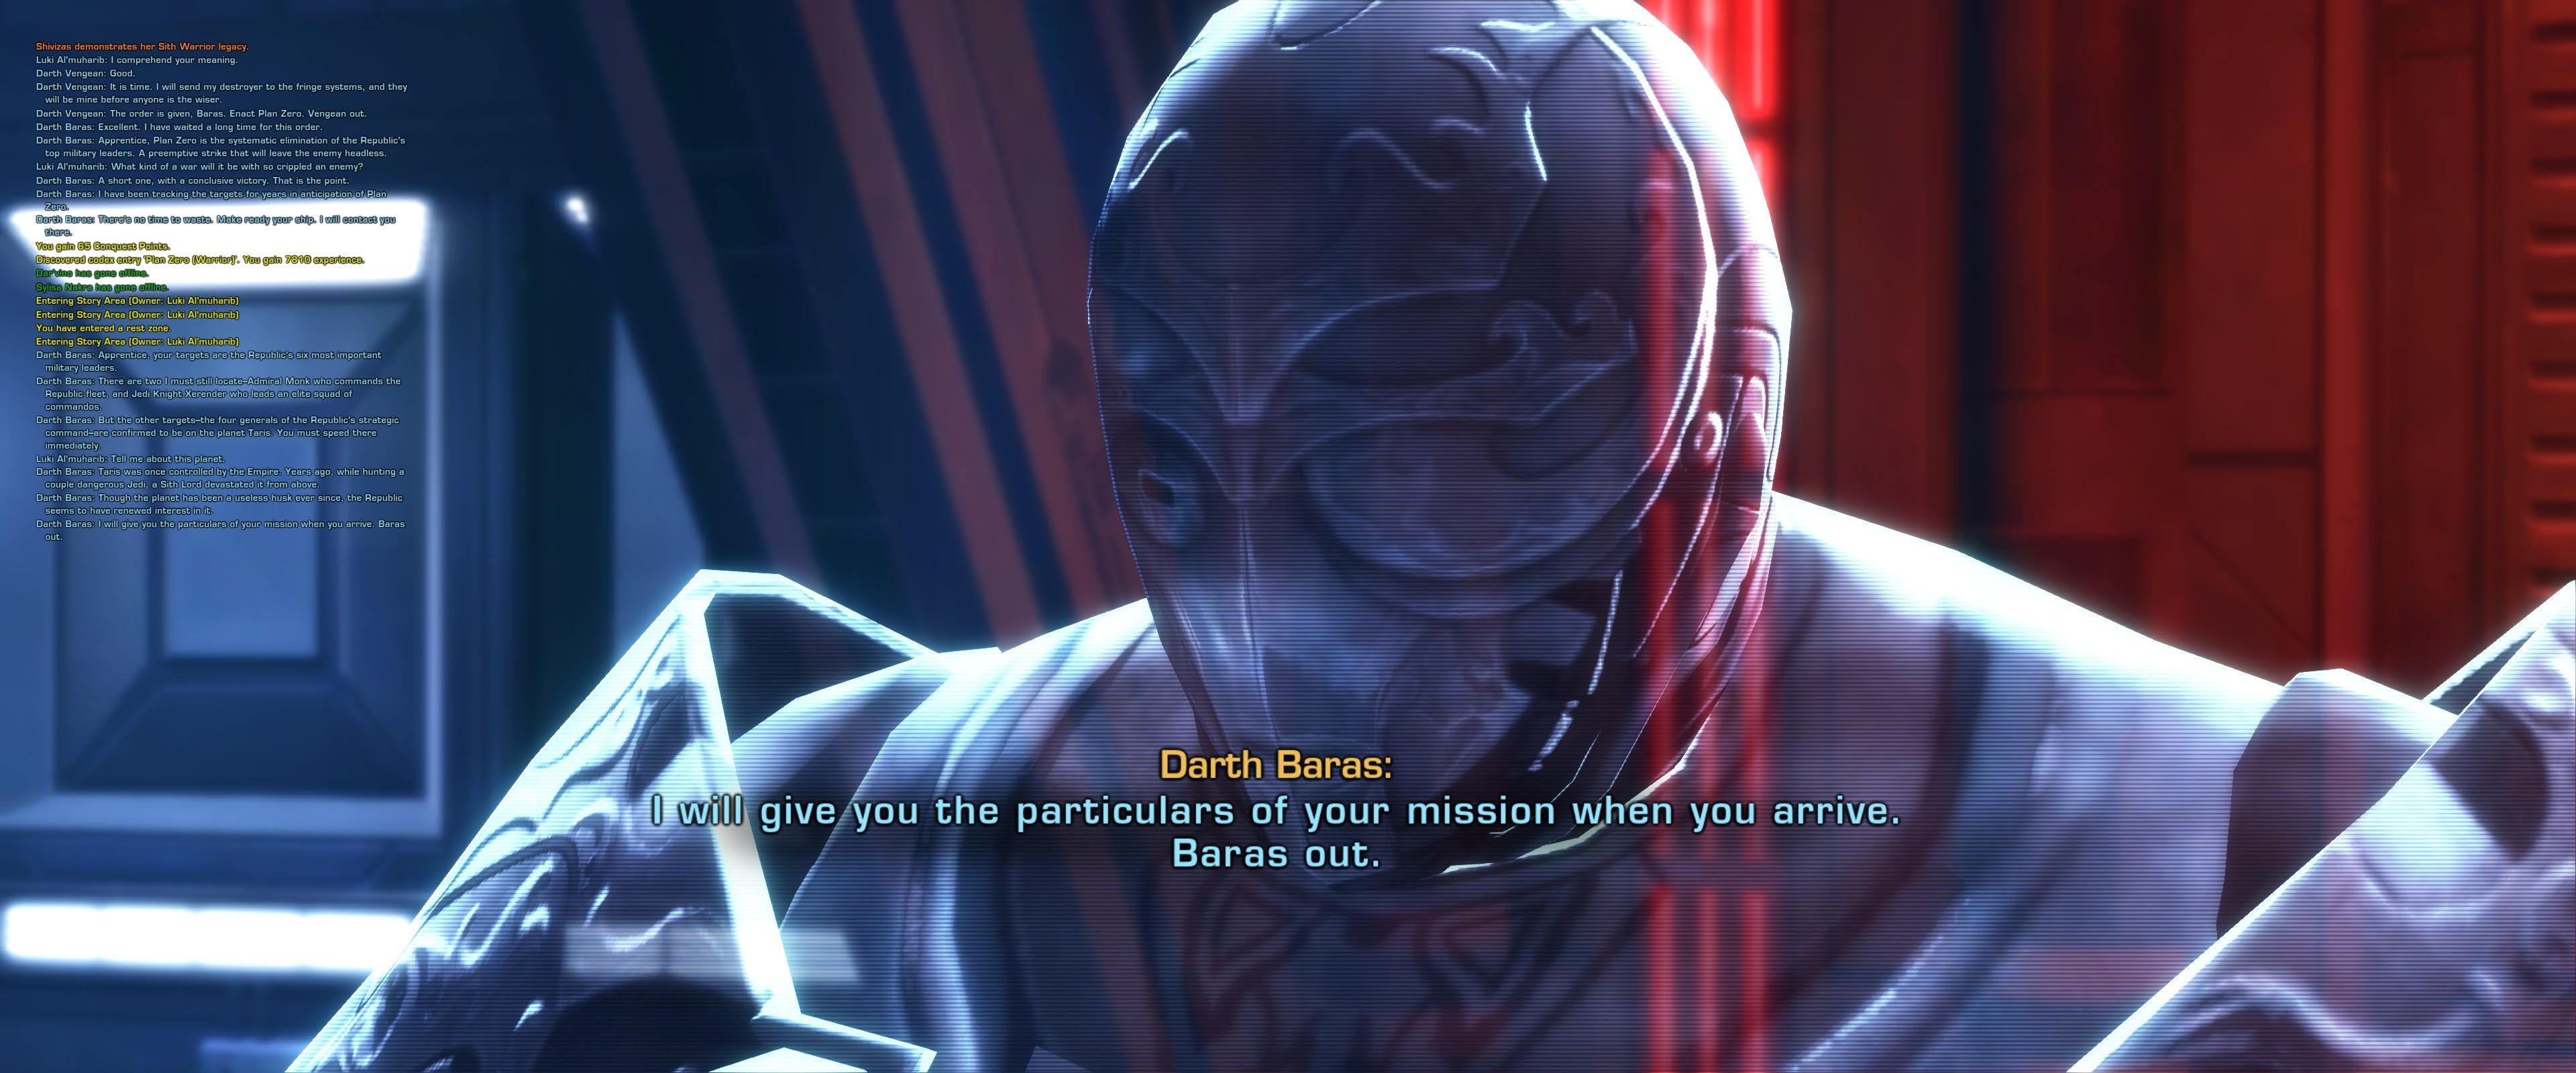 Shivizas demonstrates her Sith Warrior legacy.
Luki Al'muharib: I comprehend your meaning.
Darth Vengean: Good.
Darth Vengean: It is time. I will send my destroyer to the fringe systems, and they
will be mine before anyone is the wiser.
Darth Vengean: The order is given, Baras. Enact Plan Zero. Vengean out.
Darth Baras: Excellent. I have waited a long time for this order.
Darth Baras: Apprentice, Plan Zero is the systematic elimination of the Republic's
top military leaders. A preemptive strike that will leave the enemy headless.
Luki Al'muharib: What kind of a war will it be with so crippled an enemy?
Darth Baras: A short one, with a conclusive victory. That is the point.
Darth Baras: I have been tracking the targets for years in anticipation of Plan
Zero.
Darth Baras: There's no time to waste. Make ready your ship. I will contact you
there.
You gain 65 Conquest Points.
Discovered codex entry 'Plan Zero (Warrior)'. You gain 7810 experience.
Dar'vino has gone offline.
Sylise Nakra has gone offline.
Entering Story Area (Owner: Luki Al'muharib)
Entering Story Area (Owner: Luki Al'muharib)
You have entered a rest zone.
Entering Story Area (Owner: Luki Al'muharib)
Darth Baras: Apprentice, your targets are the Republic's six most important
military leaders.
Darth Baras: There are two I must still locate–Admiral Monk who commands the
Republic fleet, and Jedi Knight Xerender who leads an elite squad of
commandos.
Darth Baras: But the other targets–the four generals of the Republic's strategic
command–are confirmed to be on the planet Taris. You must speed there
immediately.
Luki Al'muharib: Tell me about this planet.
Darth Baras: Taris was once controlled by the Empire. Years ago, while hunting a
couple dangerous Jedi, a Sith Lord devastated it from above.
Darth Baras: Though the planet has been a useless husk ever since, the Republic
seems to have renewed interest in it.
Darth Baras: I will give you the particulars of your mission when you arrive. Baras
out.
Darth Baras:
I will give you the particulars of your mission when you arrive.
Baras out.